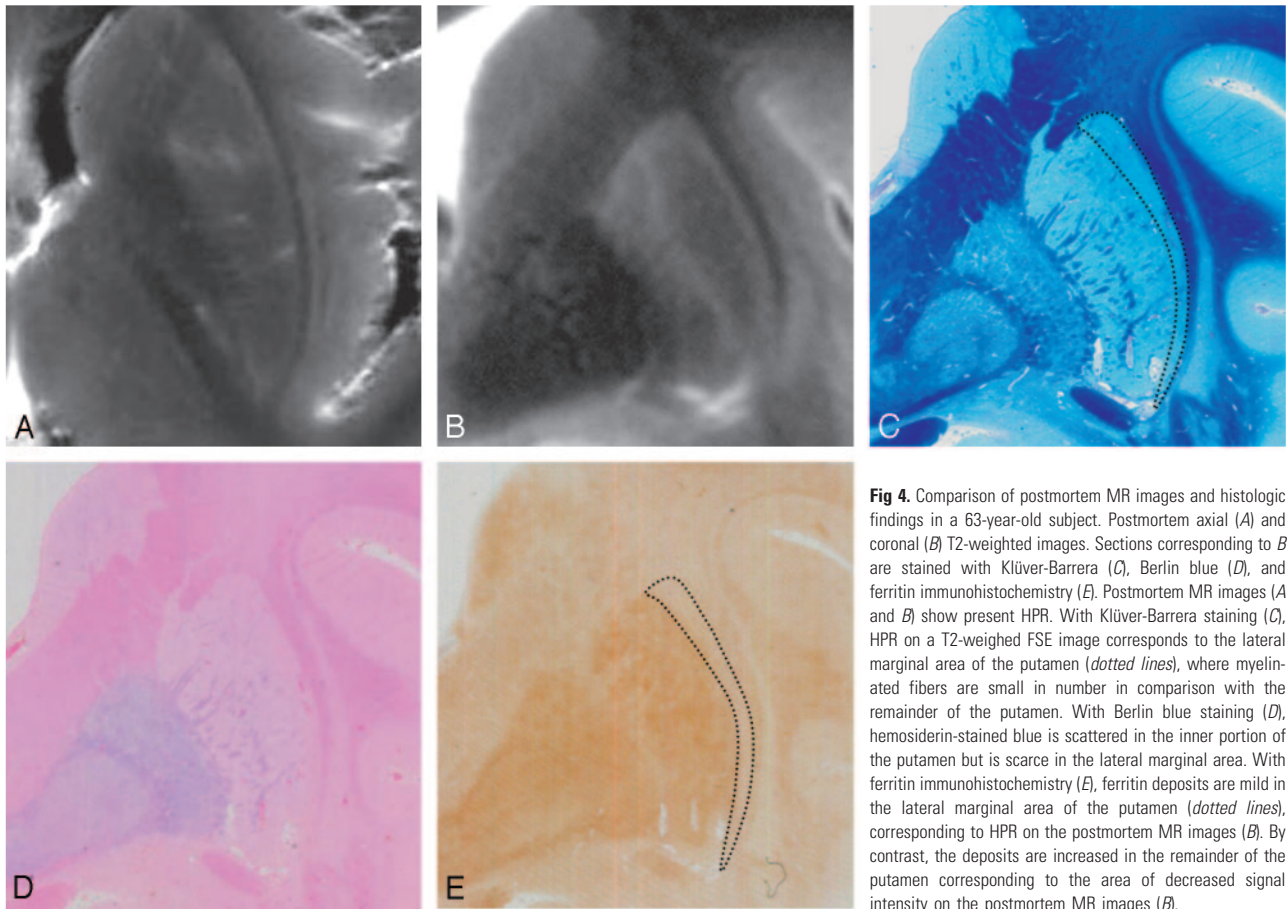 A
B
C
D
E
Fig 4. Comparison of postmortem MR images and histologic
findings in a 63-year-old subject. Postmortem axial (A) and
coronal (B) T2-weighted images. Sections corresponding to B
are stained with Klüver-Barrera (C), Berlin blue (D), and
ferritin immunohistochemistry (E). Postmortem MR images (A
and B) show present HPR. With Klüver-Barrera staining (C),
HPR on a T2-weighed FSE image corresponds to the lateral
marginal area of the putamen (dotted lines), where myelin-
ated fibers are small in number in comparison with the
remainder of the putamen. With Berlin blue staining (D),
hemosiderin-stained blue is scattered in the inner portion of
the putamen but is scarce in the lateral marginal area. With
ferritin immunohistochemistry (E), ferritin deposits are mild in
the lateral marginal area of the putamen (dotted lines),
corresponding to HPR on the postmortem MR images (B). By
contrast, the deposits are increased in the remainder of the
putamen corresponding to the area of decreased signal
intensity on the postmortem MR images (B).